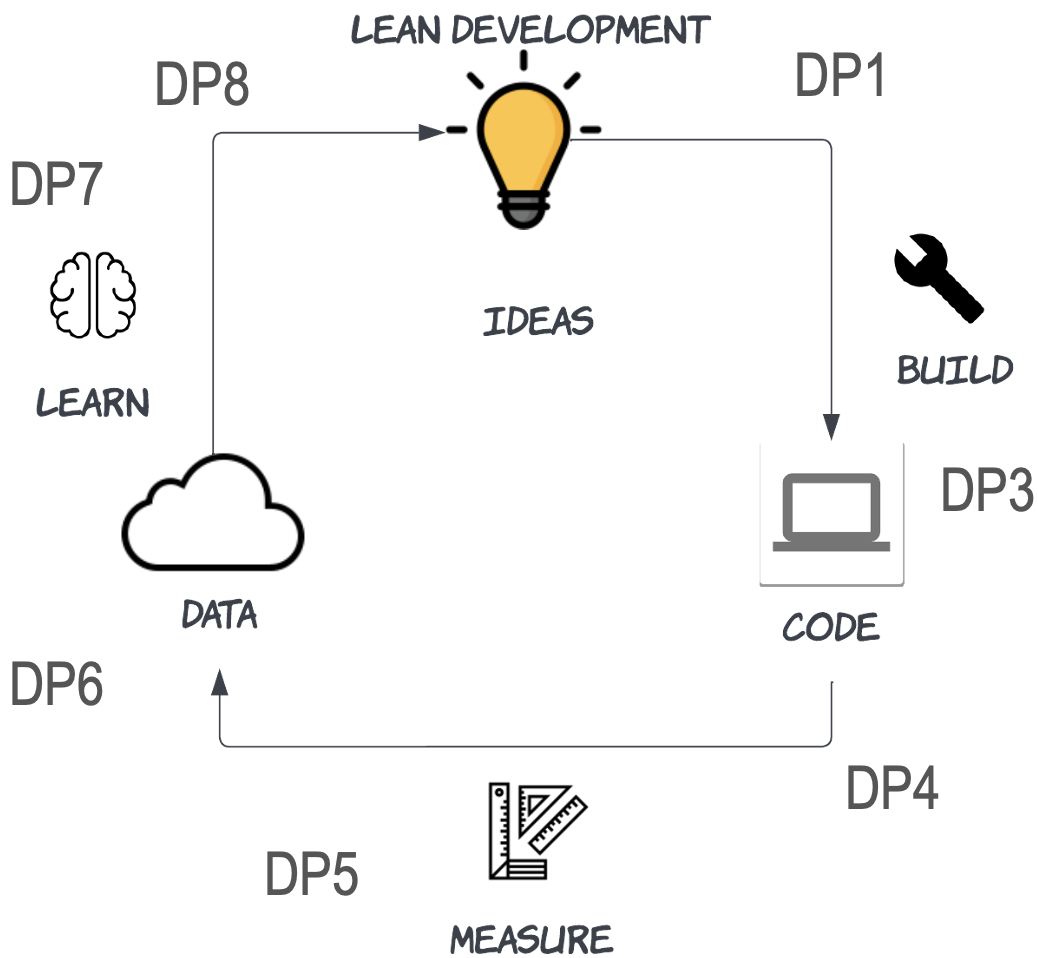 LEAN DEVELOPMENT
DP8
DP1
DP7
IDEAS
BUILD
LEARN
DP3
DATA
CODE
DP6
DP4
DP5
MEASURE